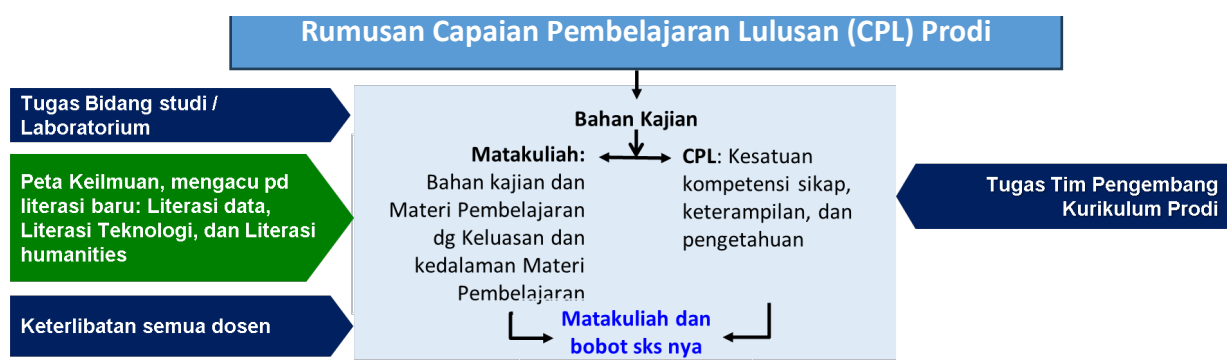 Rumusan Capaian Pembelajaran Lulusan (CPL) Prodi
Tugas Bidang studi /
Laboratorium
Peta Keilmuan, mengacu pd
literasi baru: Literasi data,
Literasi Teknologi, dan Literasi
humanities
Keterlibatan semua dosen
Bahan Kajian
Matakuliah:
Bahan kajian dan
Materi Pembelajaran
dg Keluasan dan
kedalaman Materi
Pembelajaran
CPL: Kesatuan
kompetensi sikap,
keterampilan, dan
pengetahuan
Matakuliah dan
bobot sks nya
Tugas Tim Pengembang
Kurikulum Prodi